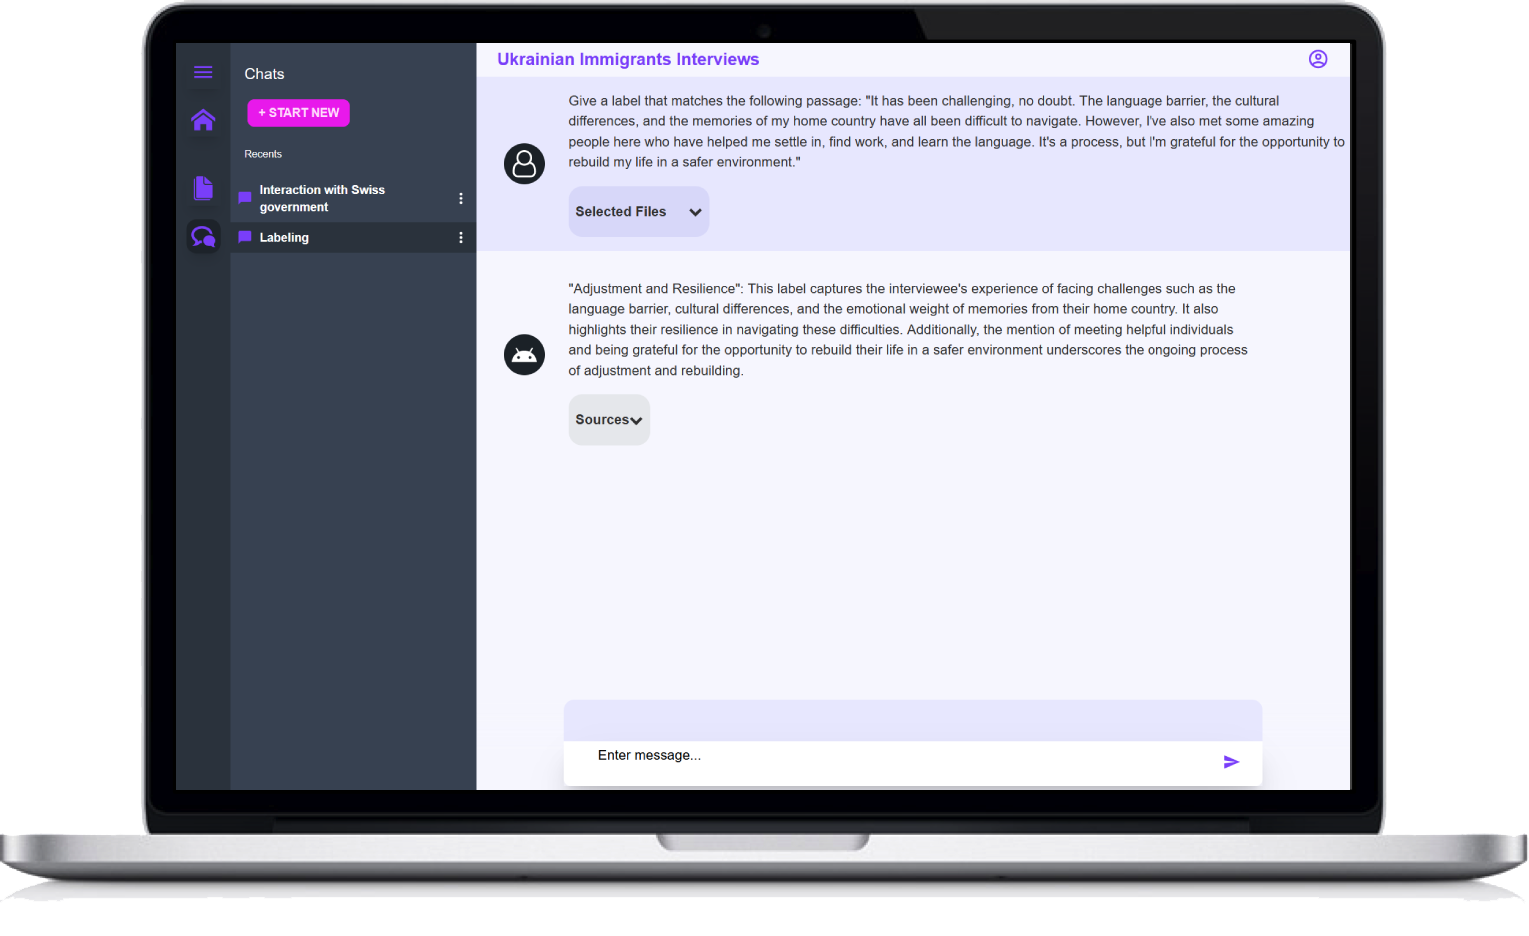 Chats
+ START NEW
Recents
Interaction with Swiss
government
Labeling
Ukrainian Immigrants Interviews
Give a label that matches the following passage: "It has been challenging, no doubt. The language barrier, the cultural
differences, and the memories of my home country have all been difficult to navigate. However, I've also met some amazing
people here who have helped me settle in, find work, and learn the language. It's a process, but I'm grateful for the opportunity to
rebuild my life in a safer environment."
Selected Files
"Adjustment and Resilience": This label captures the interviewee's experience of facing challenges such as the
language barrier, cultural differences, and the emotional weight of memories from their home country. It also
highlights their resilience in navigating these difficulties. Additionally, the mention of meeting helpful individuals
and being grateful for the opportunity to rebuild their life in a safer environment underscores the ongoing process
of adjustment and rebuilding.
Sources
Enter message...